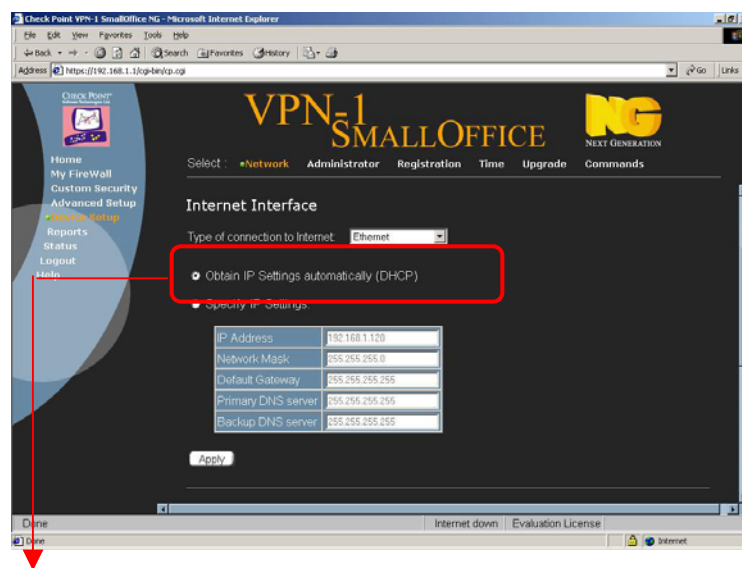 Check Point VPN-1 SmallOffice NG - Microsoft Internet Explorer
File Edit View Favorites Tools Help
Back Search Favorites History
Address https://192.168.1.1/cgi-bin/cp.cgi Go Links
CHECK POINT
VPN-1
SMALLOFFICE
NG
NEXT GENERATION
Select : Network Administrator Registration Time Upgrade Commands
Home
My FireWall
Custom Security
Advanced Setup
Device Setup
Reports
Status
Logout
Help
Internet Interface
Type of connection to Internet: Ethernet
Obtain IP Settings automatically (DHCP)
Specify IP Settings:
IP Address 192.168.1.120
Network Mask 255.255.255.0
Default Gateway 255.255.255.255
Primary DNS server 255.255.255.255
Backup DNS server 255.255.255.255
Apply
Done Internet down Evaluation License
Done Internet